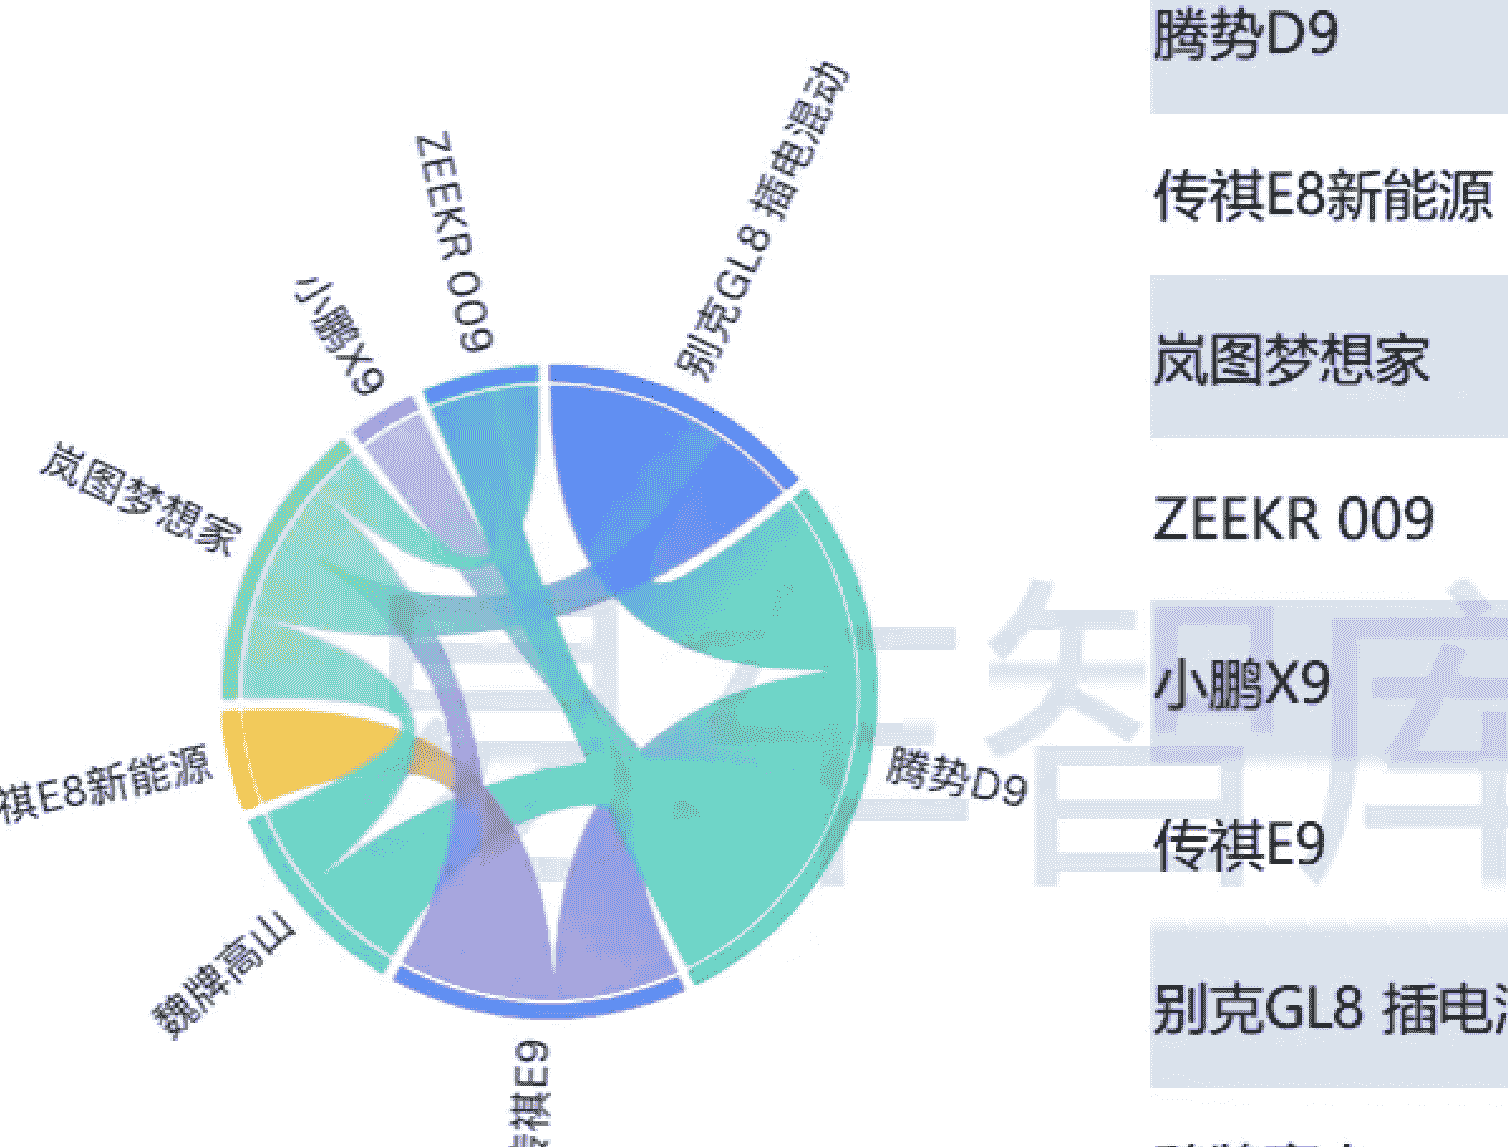 ZEEKR 009
别克GL8 插电混动
小鹏X9
岚图梦想家
祺E8新能源
魏牌高山
祺E9
腾势D9
车智库
腾势D9
传祺E8新能源
岚图梦想家
ZEEKR 009
小鹏X9
传祺E9
别克GL8 插电